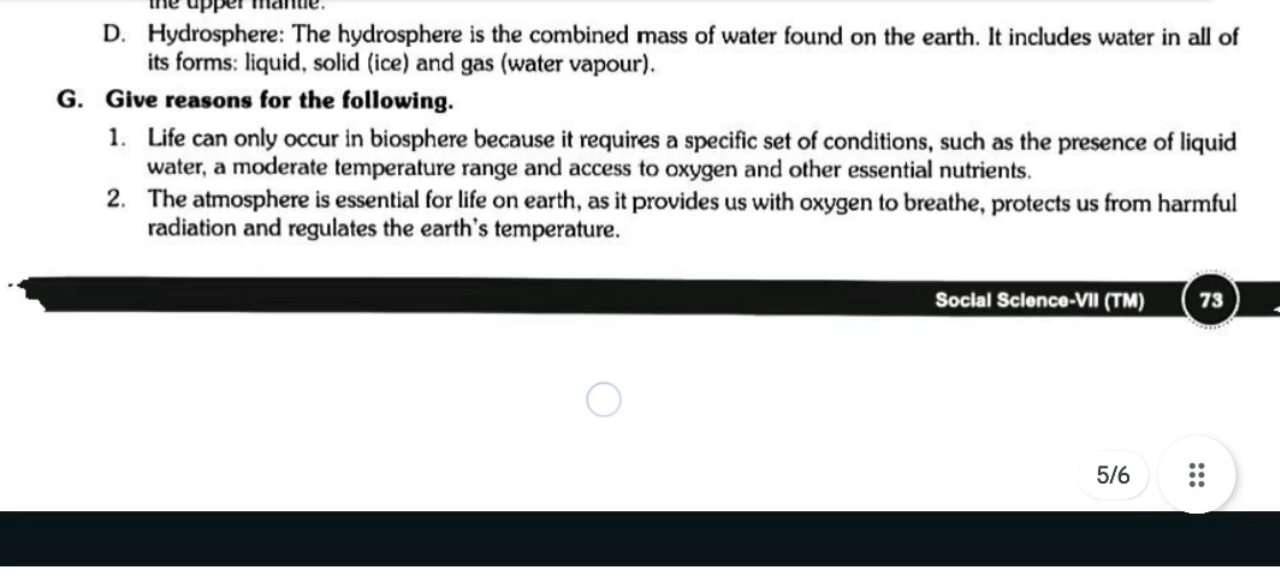 the upper mantle.
D. Hydrosphere: The hydrosphere is the combined mass of water found on the earth. It includes water in all of
its forms: liquid, solid (ice) and gas (water vapour).
G. Give reasons for the following.
1. Life can only occur in biosphere because it requires a specific set of conditions, such as the presence of liquid
water, a moderate temperature range and access to oxygen and other essential nutrients.
2. The atmosphere is essential for life on earth, as it provides us with oxygen to breathe, protects us from harmful
radiation and regulates the earth's temperature.
Social Science-VII (TM) 73
5/6